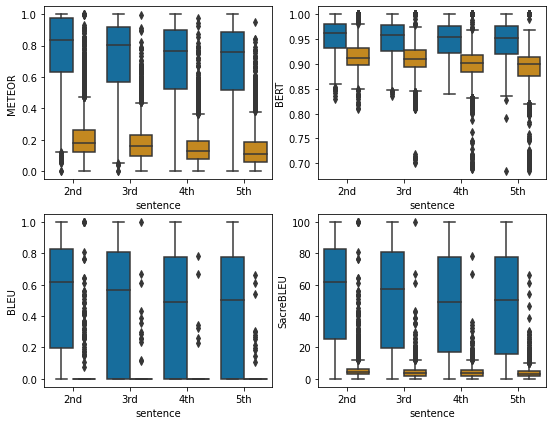 METEOR
1.0
0.8
0.6
0.4
0.2
0.0
2nd 3rd 4th 5th
sentence
BERT
1.00
0.95
0.90
0.85
0.80
0.75
0.70
2nd 3rd 4th 5th
sentence
BLEU
1.0
0.8
0.6
0.4
0.2
0.0
2nd 3rd 4th 5th
sentence
SacreBLEU
100
80
60
40
20
0
2nd 3rd 4th 5th
sentence